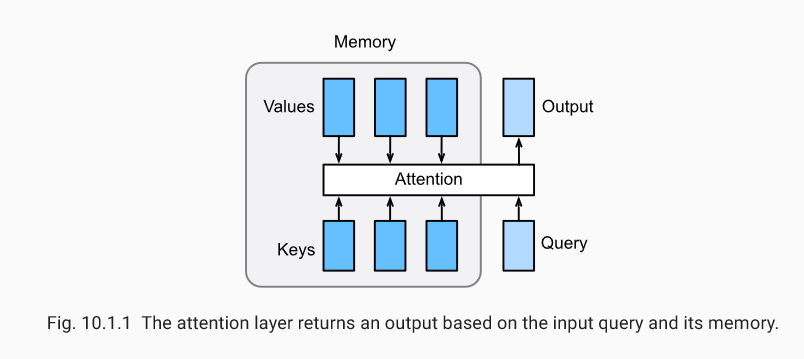 Memory
Values
Output
Attention
Keys
Query
Fig. 10.1.1 The attention layer returns an output based on the input query and its memory.